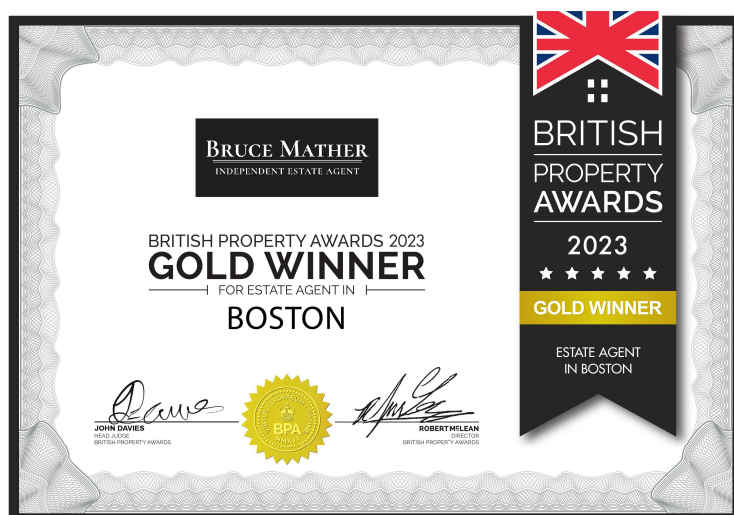 BRUCE MATHER
INDEPENDENT ESTATE AGENT
BRITISH PROPERTY AWARDS 2023
GOLD WINNER
FOR ESTATE AGENT IN
BOSTON
JOHN DAVIES
HEAD JUDGE
BRITISH PROPERTY AWARDS
BPA
ROBERT McLEAN
DIRECTOR
BRITISH PROPERTY AWARDS
BRITISH
PROPERTY
AWARDS
2023
GOLD WINNER
ESTATE AGENT
IN BOSTON